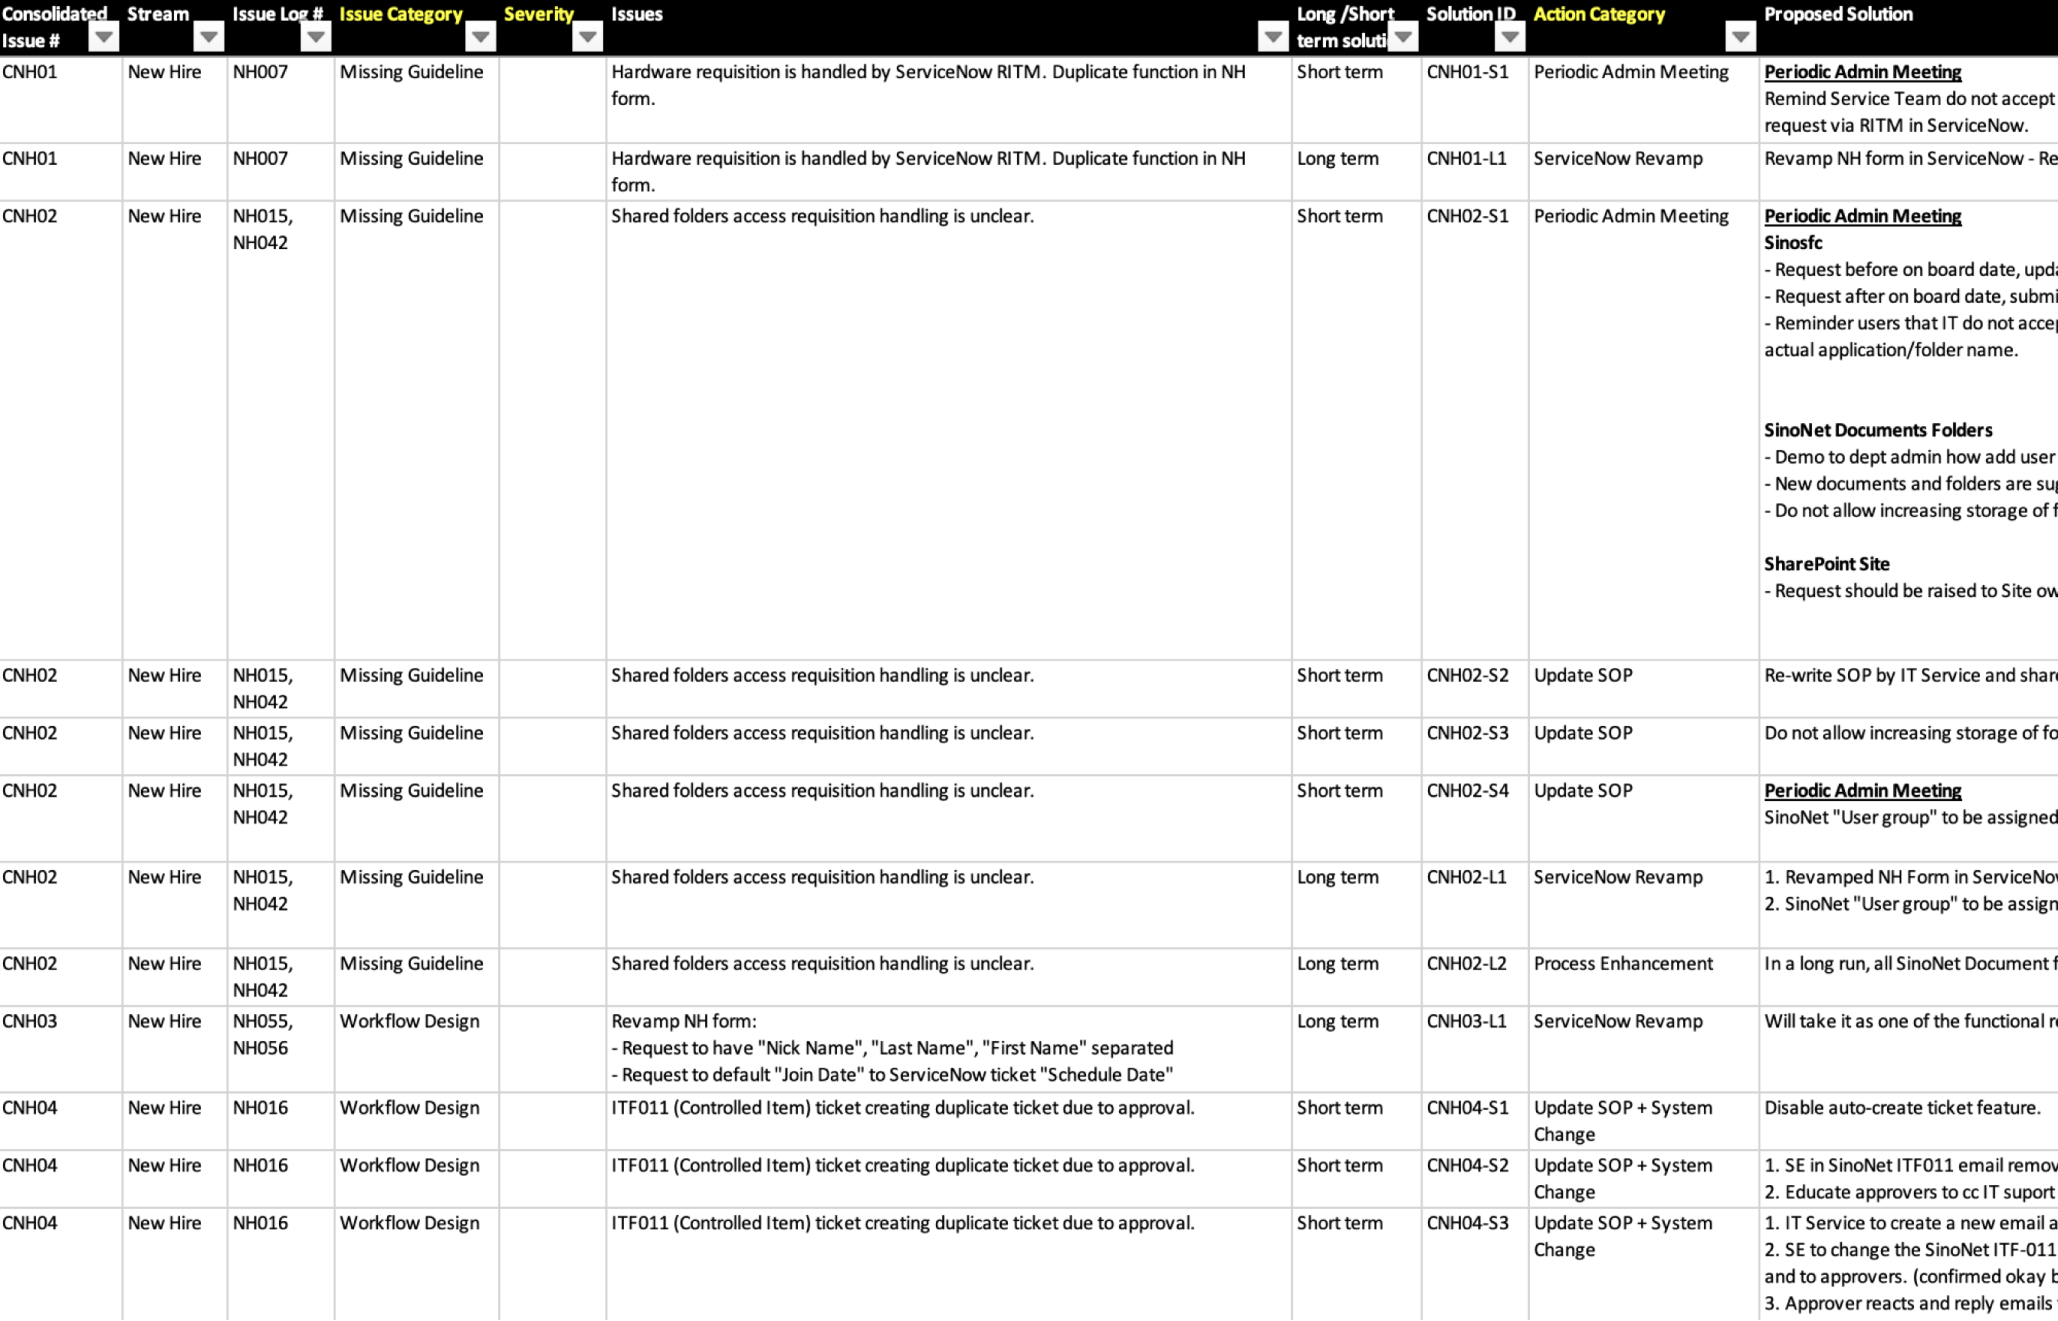 Consolidated Issue # Stream Issue Log # Issue Category Severity Issues Long /Short term soluti Solution ID Action Category Proposed Solution
CNH01 New Hire NH007 Missing Guideline Hardware requisition is handled by ServiceNow RITM. Duplicate function in NH form. Short term CNH01-S1 Periodic Admin Meeting Periodic Admin Meeting
Remind Service Team do not accept
request via RITM in ServiceNow.
CNH01 New Hire NH007 Missing Guideline Hardware requisition is handled by ServiceNow RITM. Duplicate function in NH form. Long term CNH01-L1 ServiceNow Revamp Revamp NH form in ServiceNow - Re
CNH02 New Hire NH015, NH042 Missing Guideline Shared folders access requisition handling is unclear. Short term CNH02-S1 Periodic Admin Meeting Periodic Admin Meeting
Sinosfc
- Request before on board date, upda
- Request after on board date, submi
- Reminder users that IT do not accep
actual application/folder name.
SinoNet Documents Folders
- Demo to dept admin how add user
- New documents and folders are sug
- Do not allow increasing storage of f
SharePoint Site
- Request should be raised to Site ow
CNH02 New Hire NH015, NH042 Missing Guideline Shared folders access requisition handling is unclear. Short term CNH02-S2 Update SOP Re-write SOP by IT Service and share
CNH02 New Hire NH015, NH042 Missing Guideline Shared folders access requisition handling is unclear. Short term CNH02-S3 Update SOP Do not allow increasing storage of fo
CNH02 New Hire NH015, NH042 Missing Guideline Shared folders access requisition handling is unclear. Short term CNH02-S4 Update SOP Periodic Admin Meeting
SinoNet "User group" to be assigned
CNH02 New Hire NH015, NH042 Missing Guideline Shared folders access requisition handling is unclear. Long term CNH02-L1 ServiceNow Revamp 1. Revamped NH Form in ServiceNov
2. SinoNet "User group" to be assign
CNH02 New Hire NH015, NH042 Missing Guideline Shared folders access requisition handling is unclear. Long term CNH02-L2 Process Enhancement In a long run, all SinoNet Document f
CNH03 New Hire NH055, NH056 Workflow Design Revamp NH form: Long term CNH03-L1 ServiceNow Revamp Will take it as one of the functional re
- Request to have "Nick Name", "Last Name", "First Name" separated
- Request to default "Join Date" to ServiceNow ticket "Schedule Date"
CNH04 New Hire NH016 Workflow Design ITF011 (Controlled Item) ticket creating duplicate ticket due to approval. Short term CNH04-S1 Update SOP + System Change Disable auto-create ticket feature.
CNH04 New Hire NH016 Workflow Design ITF011 (Controlled Item) ticket creating duplicate ticket due to approval. Short term CNH04-S2 Update SOP + System Change 1. SE in SinoNet ITF011 email remov
2. Educate approvers to cc IT suport
CNH04 New Hire NH016 Workflow Design ITF011 (Controlled Item) ticket creating duplicate ticket due to approval. Short term CNH04-S3 Update SOP + System Change 1. IT Service to create a new email a
2. SE to change the SinoNet ITF-011
and to approvers. (confirmed okay b
3. Approver reacts and reply emails